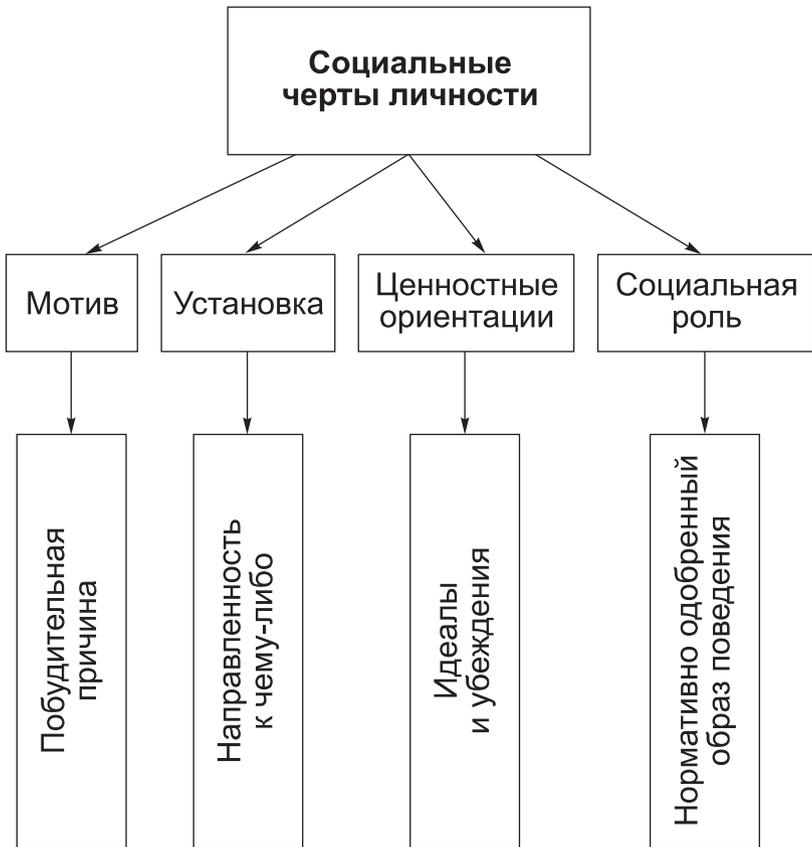 Социальные
черты личности
Мотив
Установка
Ценностные
ориентации
Социальная
роль
Побудительная
причина
Направленность
к чему-либо
Идеалы
и убеждения
Нормативно одобренный
образ поведения